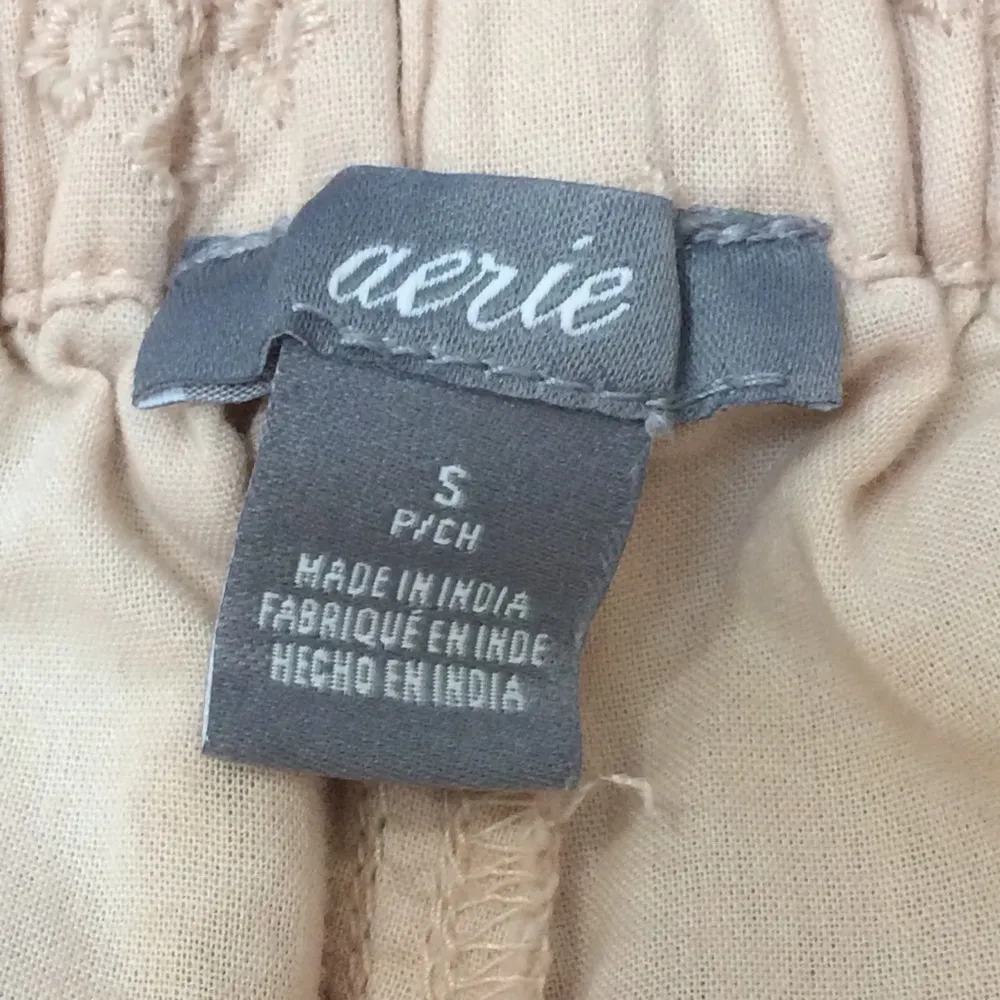 aerie
S
P/CH
MADE IN INDIA
FABRIQUÉ EN INDE
HECHO EN INDIA